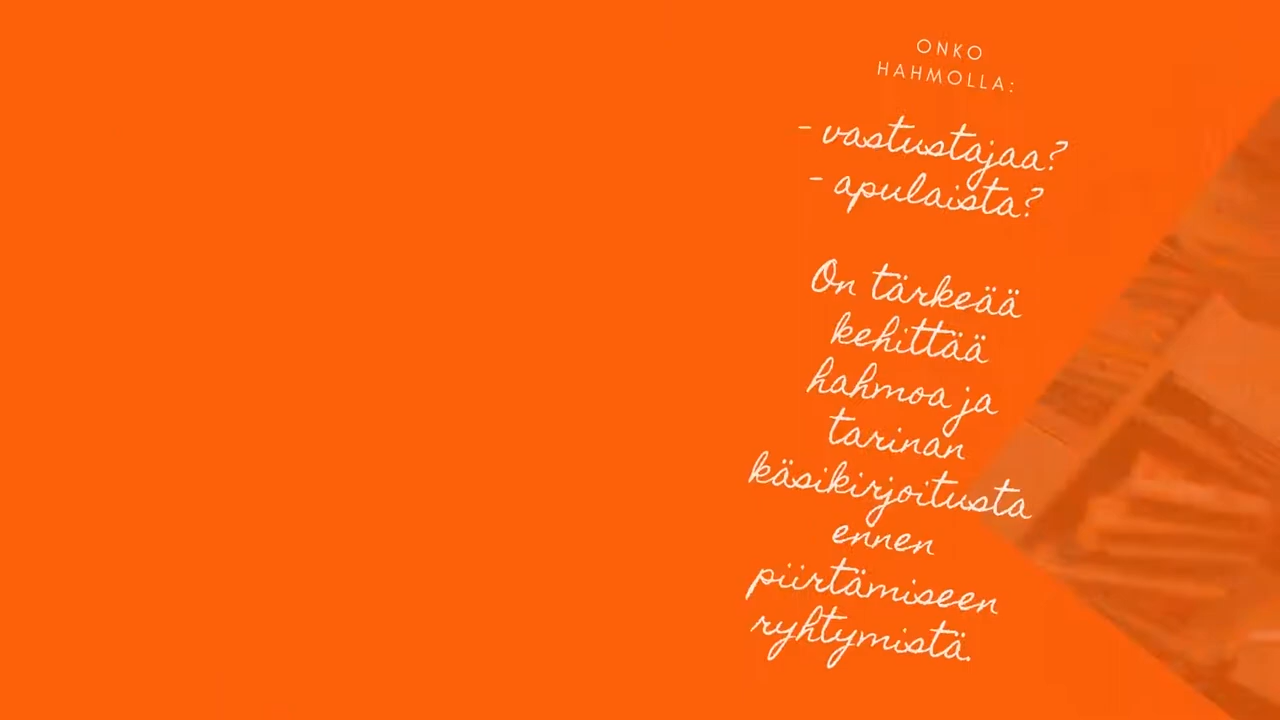 ONKO
HAHMOLLA:
- vastustajaa?
- apulaista?
On tärkeää
kehittää
hahmoa ja
tarinan
käsikirjoitusta
ennen
piirtämiseen
ryhtymistä.